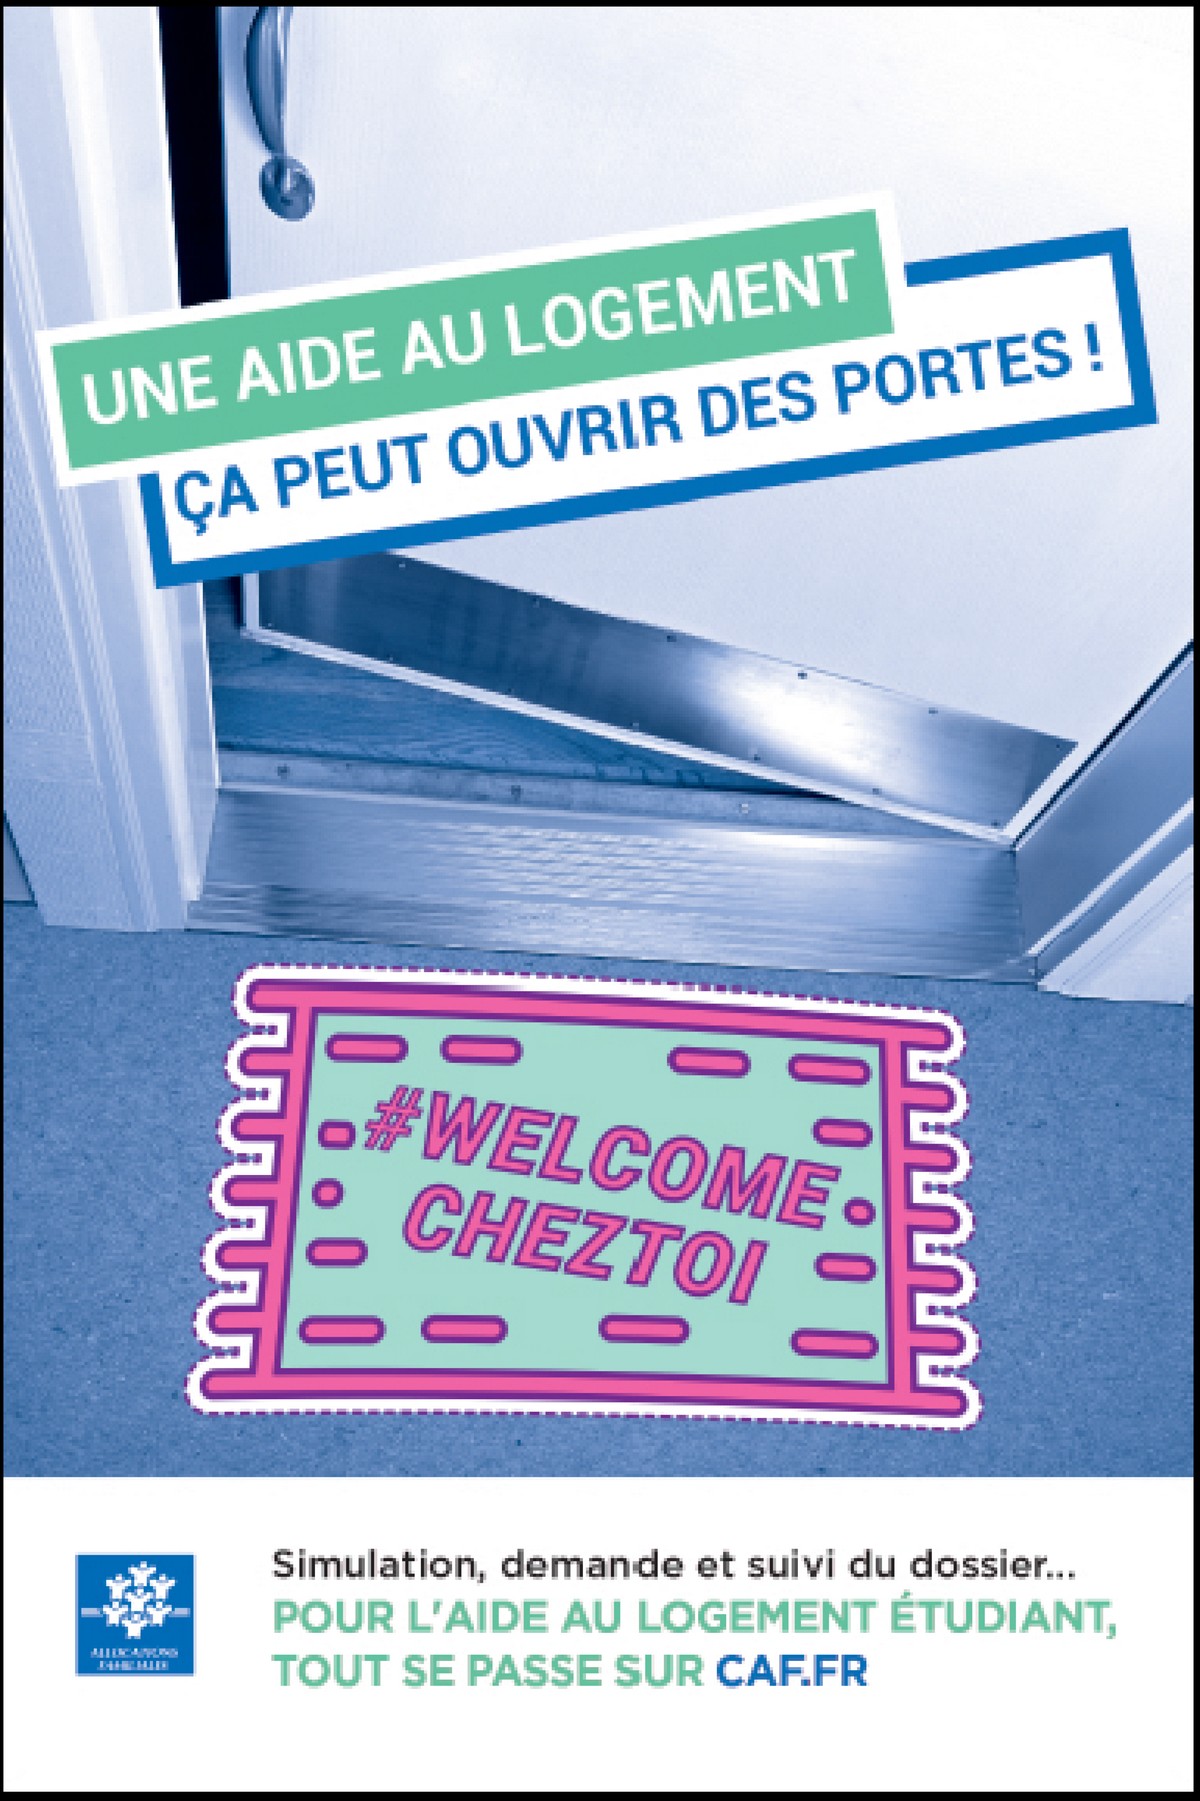 UNE AIDE AU LOGEMENT
ÇA PEUT OUVRIR DES PORTES !
#WELCOME
CHEZTOI
Simulation, demande et suivi du dossier...
POUR L'AIDE AU LOGEMENT ÉTUDIANT,
TOUT SE PASSE SUR CAF.FR
ALLOCATIONS
FAMILIALES